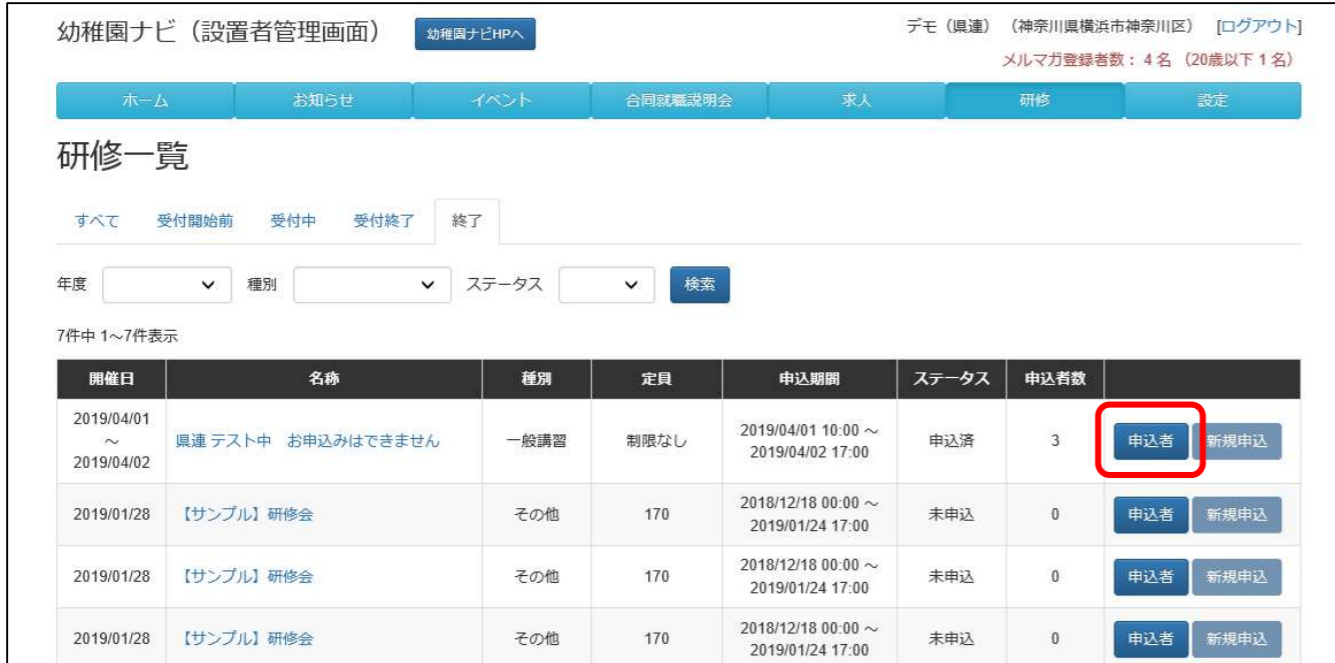 幼稚園ナビ（設置者管理画面） 幼稚園ナビHPへ デモ（県連）（神奈川県横浜市神奈川区） [ログアウト]
メルマガ登録者数：4名 （20歳以下 1名）
ホーム お知らせ イベント 合同就職説明会 求人 研修 設定
研修一覧
すべて 受付開始前 受付中 受付終了 終了
年度 種別 ステータス 検索
7件中 1～7件表示
開催日 名称 種別 定員 申込期間 ステータス 申込者数
2019/04/01
～
2019/04/02
県連 テスト中　お申込みはできません 一般講習 制限なし
2019/04/01 10:00 ～
2019/04/02 17:00
申込済 3 申込者 新規申込
2019/01/28 【サンプル】研修会 その他 170
2018/12/18 00:00 ～
2019/01/24 17:00
未申込 0 申込者 新規申込
2019/01/28 【サンプル】研修会 その他 170
2018/12/18 00:00 ～
2019/01/24 17:00
未申込 0 申込者 新規申込
2019/01/28 【サンプル】研修会 その他 170
2018/12/18 00:00 ～
2019/01/24 17:00
未申込 0 申込者 新規申込